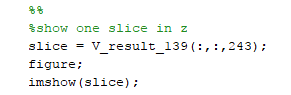 %%
%show one slice in z
slice = V_result_139(:,:,243);
figure;
imshow(slice);